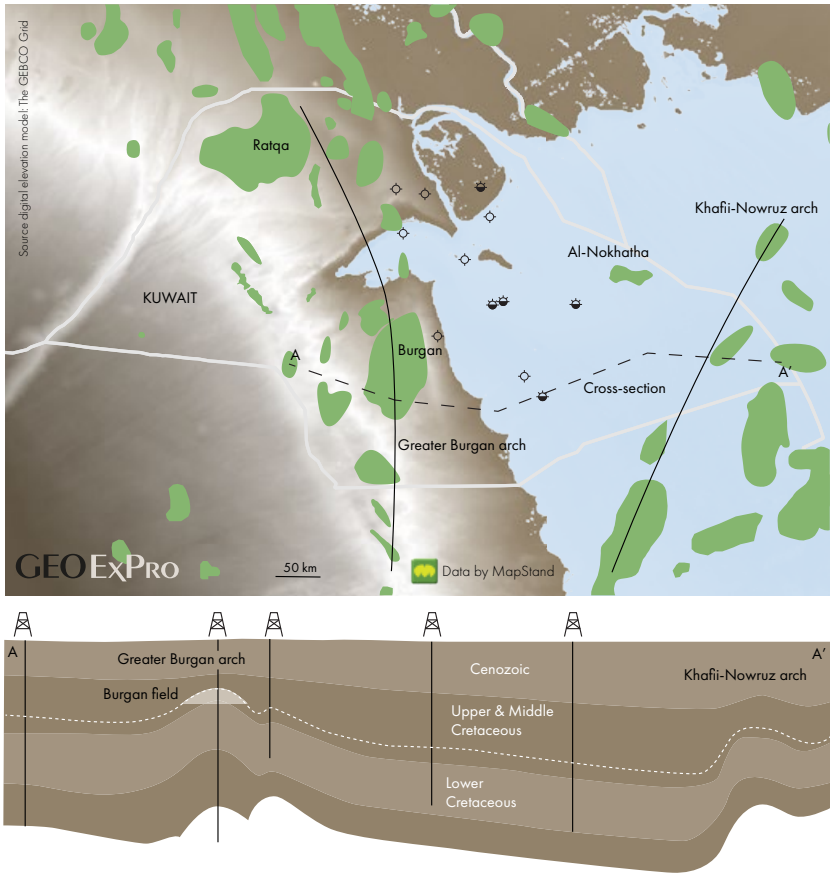 Source digital elevation model: The GEBCO Grid
Ratqa
Khafii-Nowruz arch
Al-Nokhatha
KUWAIT
A
Burgan
A’
Cross-section
Greater Burgan arch
GEOEXPRO
50 km
Data by MapStand
A
Greater Burgan arch
Cenozoic
Khafii-Nowruz arch
A’
Burgan field
Upper & Middle
Cretaceous
Lower
Cretaceous